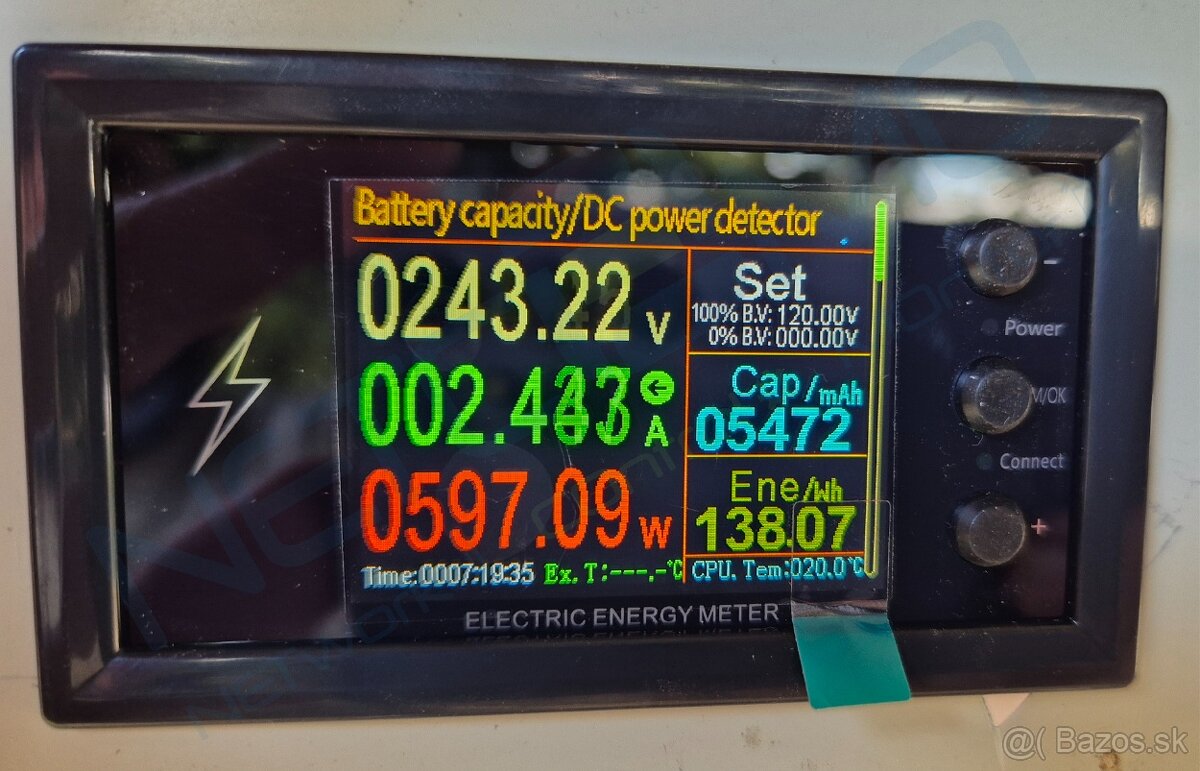 Battery capacity/DC power detector
0243.22 V
Set
100% B.V: 120.00V
0% B.V: 000.00V
A
Cap/mAh
05472
0597.09 W
Ene/Wh
138.07
Time:0007:19:35 Ex.T:---.-℃ CPU.Tem:020.0℃
ELECTRIC ENERGY METER
-
Power
M/OK
Connect
+
@( Bazos.sk